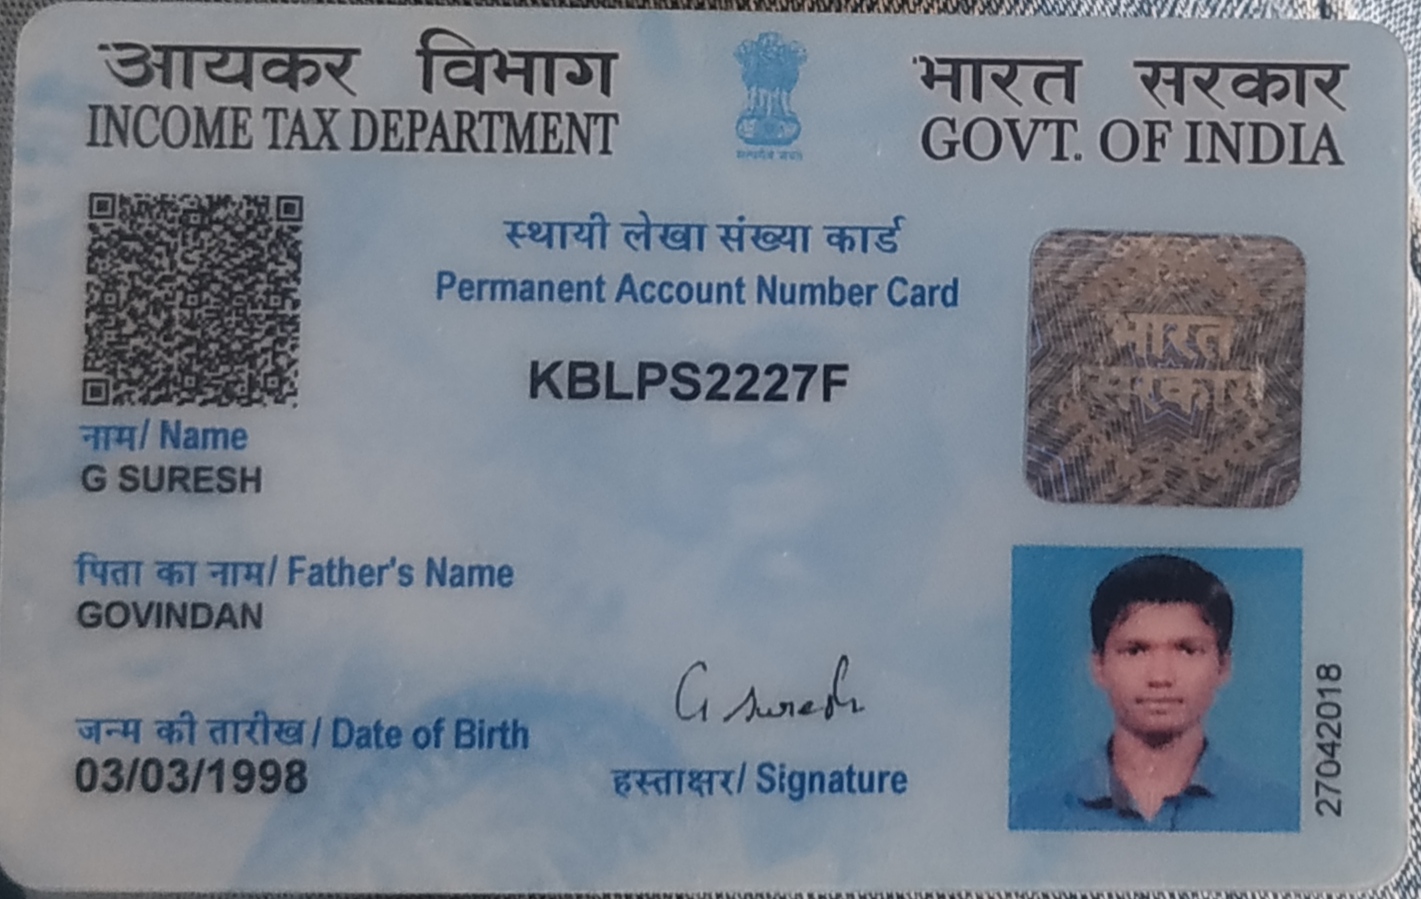 आयकर विभाग
INCOME TAX DEPARTMENT
सत्यमेव जयते
भारत सरकार
GOVT. OF INDIA
स्थायी लेखा संख्या कार्ड
Permanent Account Number Card
KBLPS2227F
भारत
सरकार
नाम/ Name
G SURESH
पिता का नाम/ Father's Name
GOVINDAN
जन्म की तारीख / Date of Birth
03/03/1998
G Suresh
हस्ताक्षर/ Signature
27042018